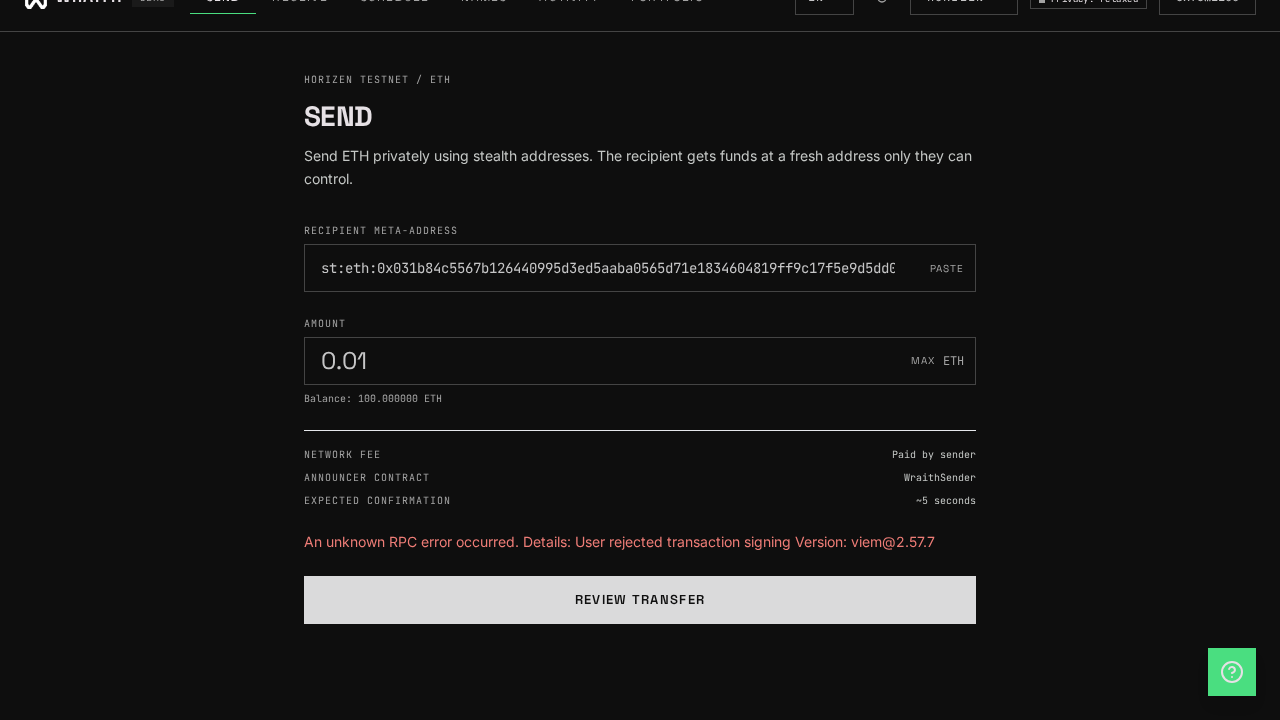 HORIZEN TESTNET / ETH
SEND
Send ETH privately using stealth addresses. The recipient gets funds at a fresh address only they can
control.
RECIPIENT META-ADDRESS
st:eth:0x031b84c5567b126440995d3ed5aaba0565d71e1834604819ff9c17f5e9d5dd0
PASTE
AMOUNT
0.01
MAX ETH
Balance: 100.000000 ETH
NETWORK FEE
Paid by sender
ANNOUNCER CONTRACT
WraithSender
EXPECTED CONFIRMATION
~5 seconds
An unknown RPC error occurred. Details: User rejected transaction signing Version: viem@2.57.7
REVIEW TRANSFER